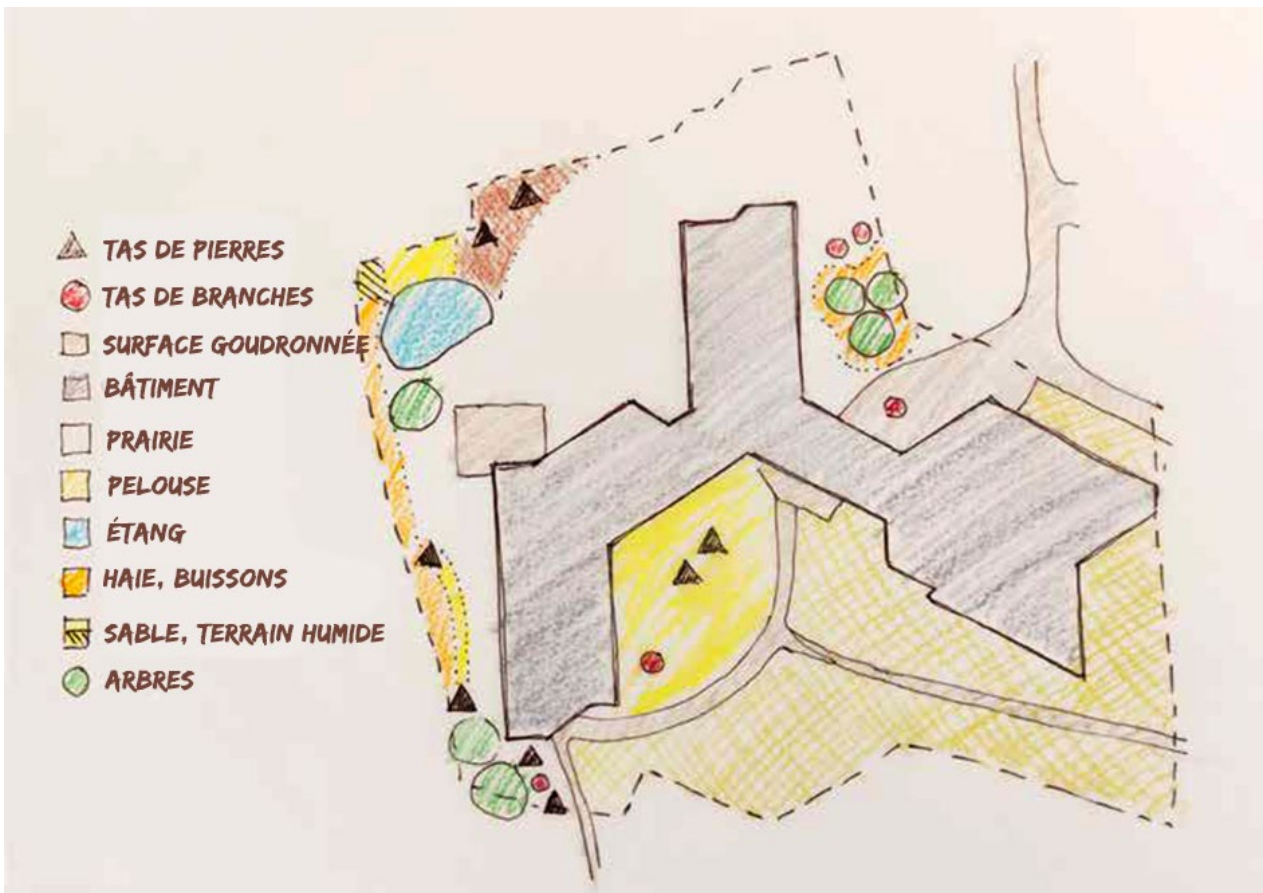 TAS DE PIERRES
TAS DE BRANCHES
SURFACE GOUDRONNÉE
BÂTIMENT
PRAIRIE
PELOUSE
ÉTANG
HAIE, BUISSONS
SABLE, TERRAIN HUMIDE
ARBRES